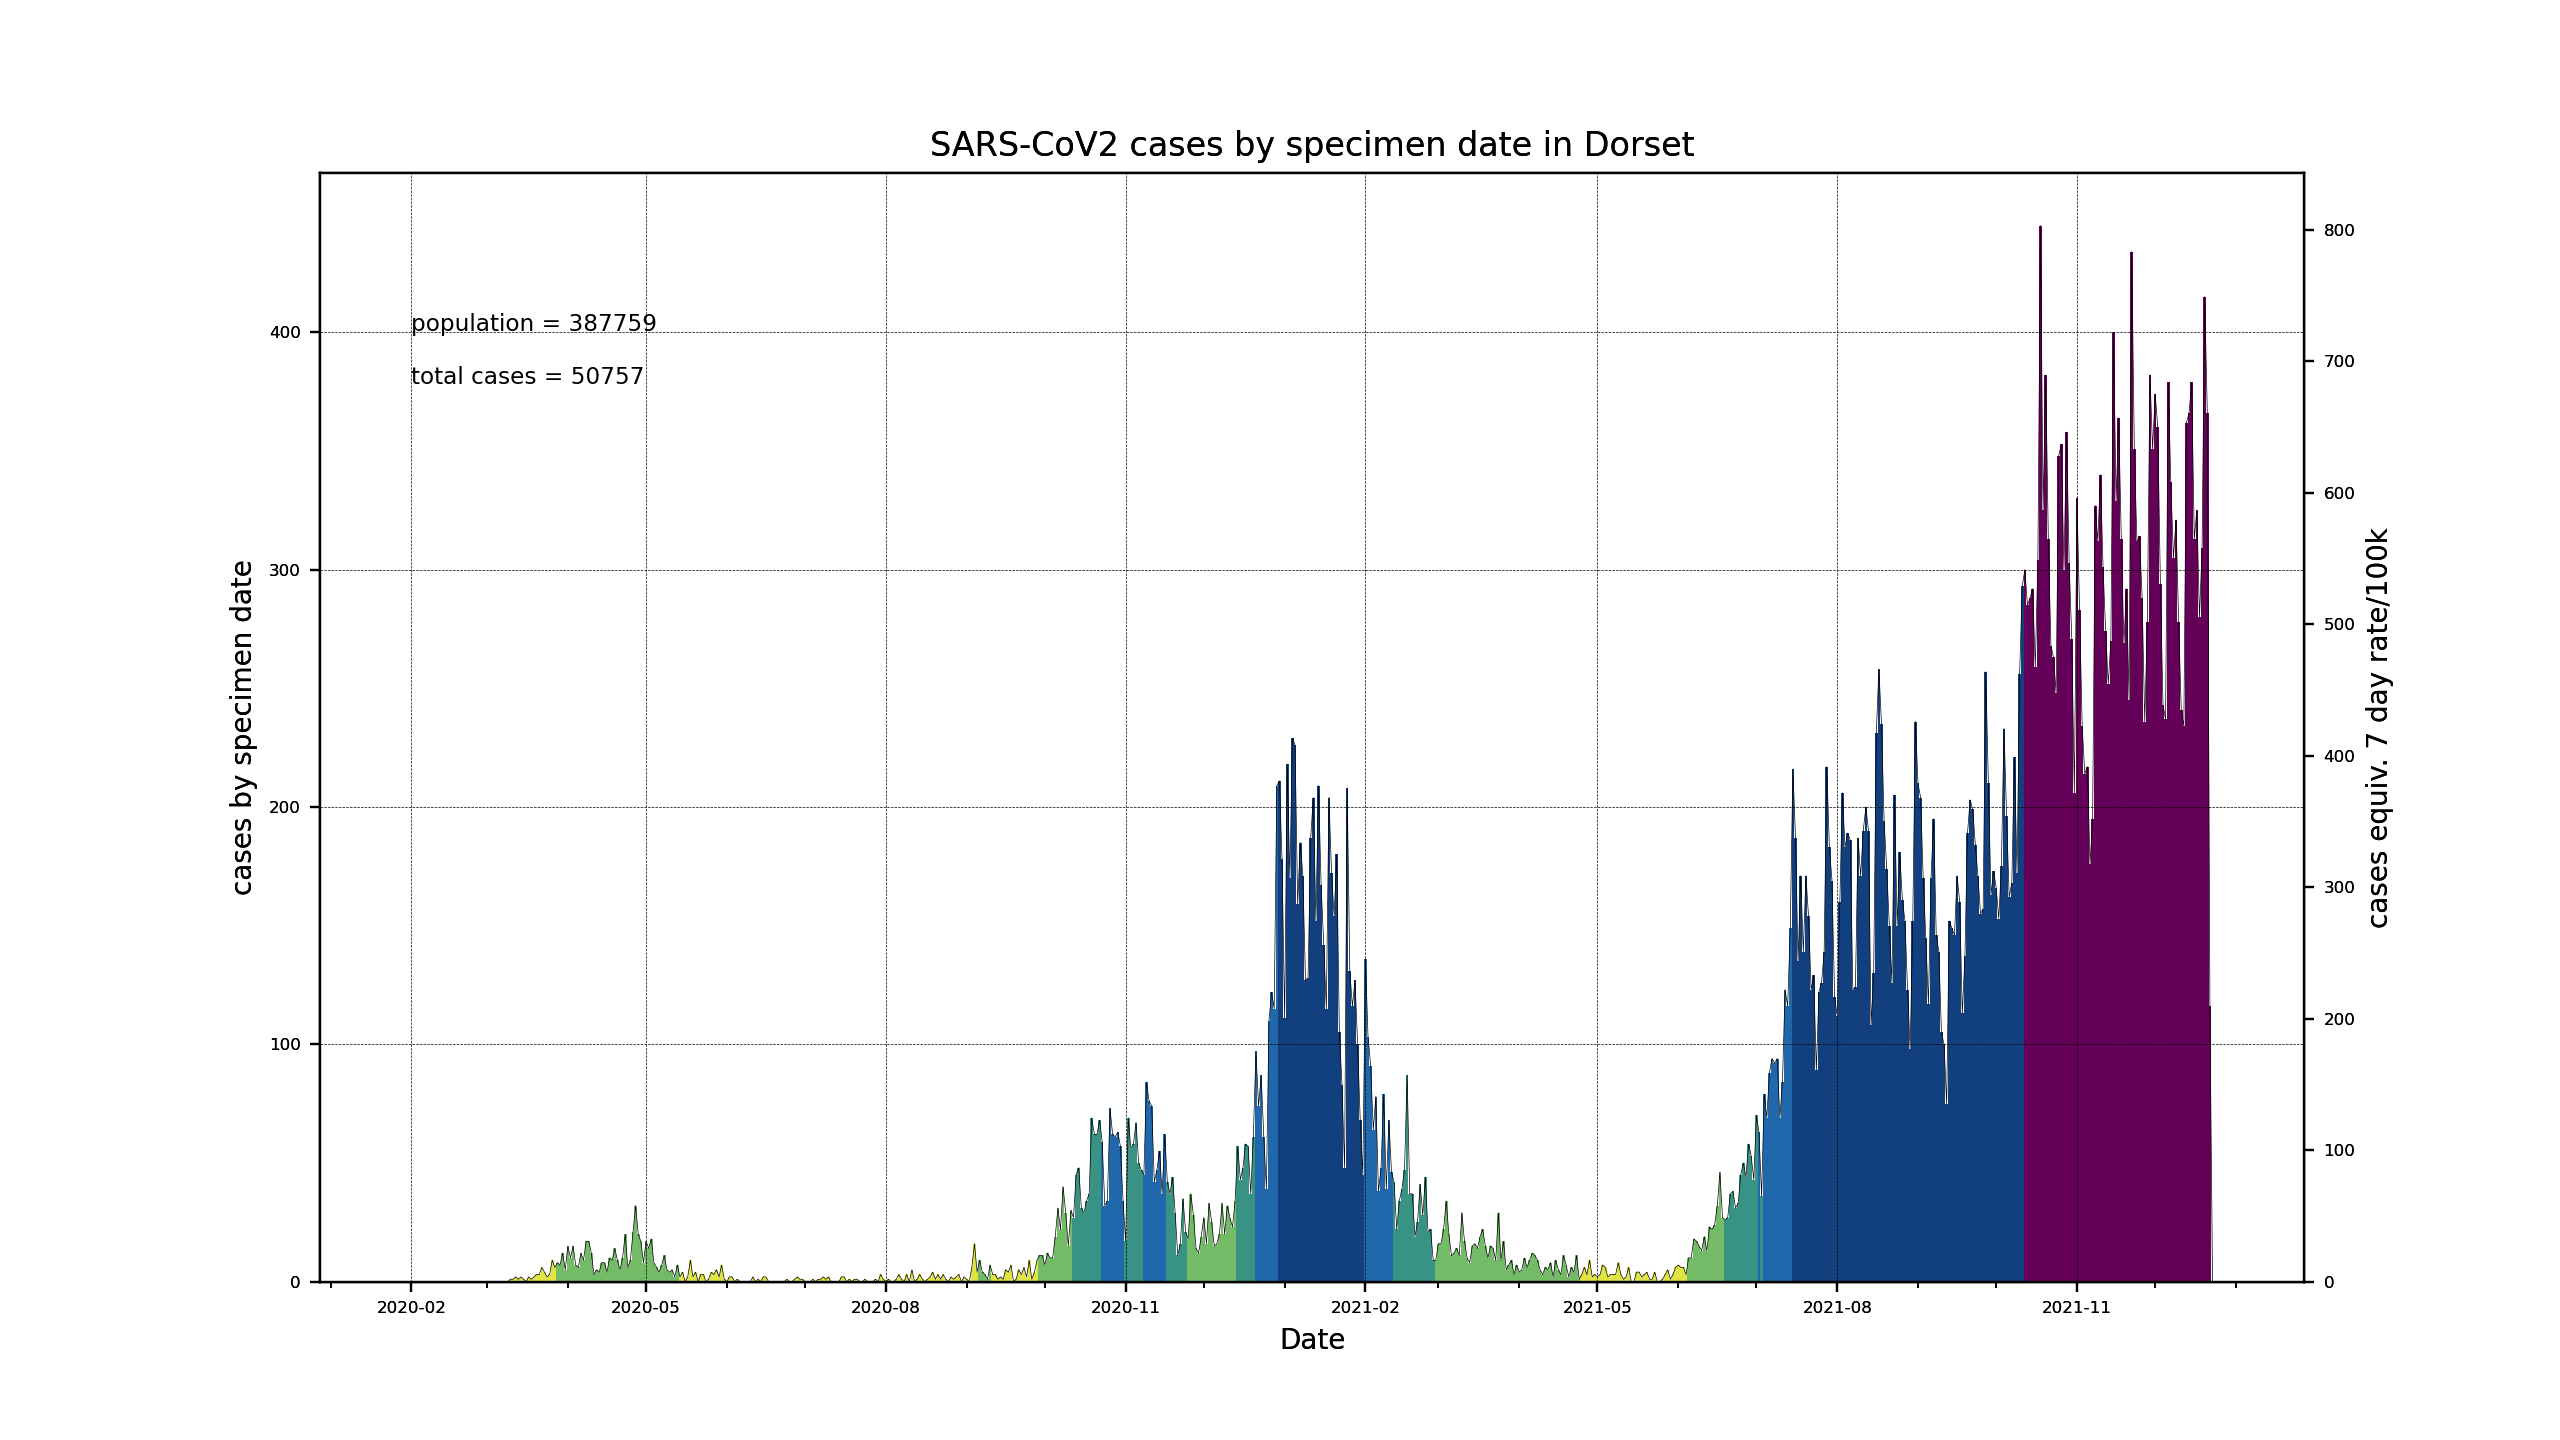 SARS-CoV2 cases by specimen date in Dorset
population = 387759
total cases = 50757
cases by specimen date
400
300
200
100
0
800
700
600
500
400
300
200
100
0
cases equiv. 7 day rate/100k
2020-02 2020-05 2020-08 2020-11 2021-02 2021-05 2021-08 2021-11
Date